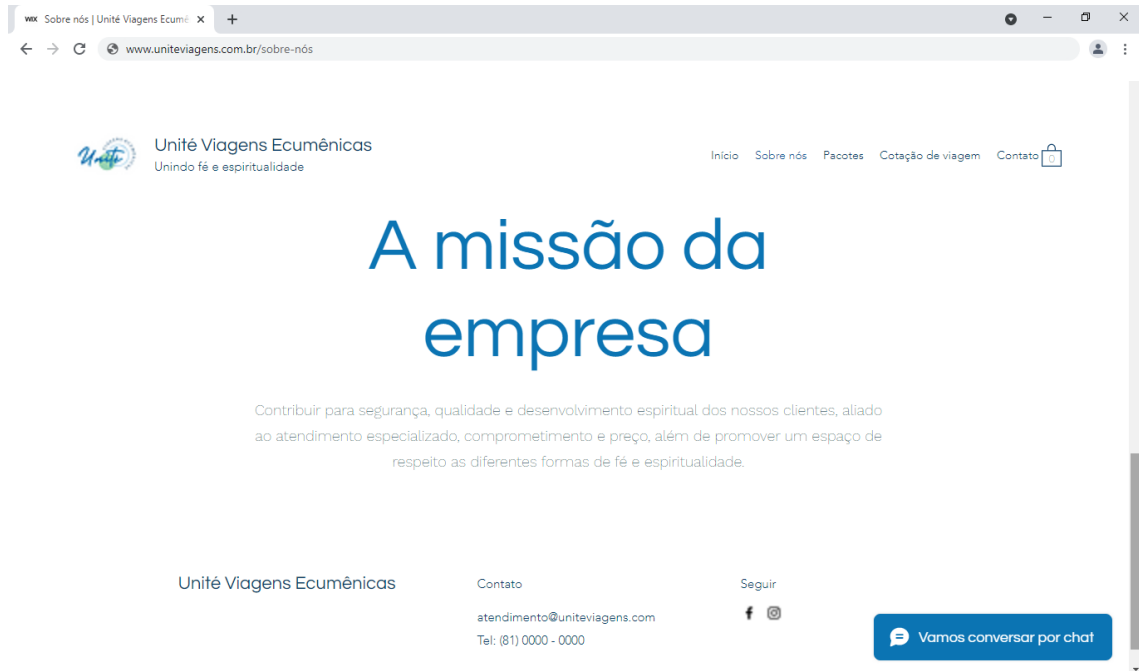 WIX Sobre nós | Unité Viagens Ecumê
www.uniteviagens.com.br/sobre-nós
Unité
Unité Viagens Ecumênicas
Unindo fé e espiritualidade
Início Sobre nós Pacotes Cotação de viagem Contato 0
A missão da
empresa
Contribuir para segurança, qualidade e desenvolvimento espiritual dos nossos clientes, aliado
ao atendimento especializado, comprometimento e preço, além de promover um espaço de
respeito as diferentes formas de fé e espiritualidade.
Unité Viagens Ecumênicas
Contato
atendimento@uniteviagens.com
Tel: (81) 0000 - 0000
Seguir
Vamos conversar por chat